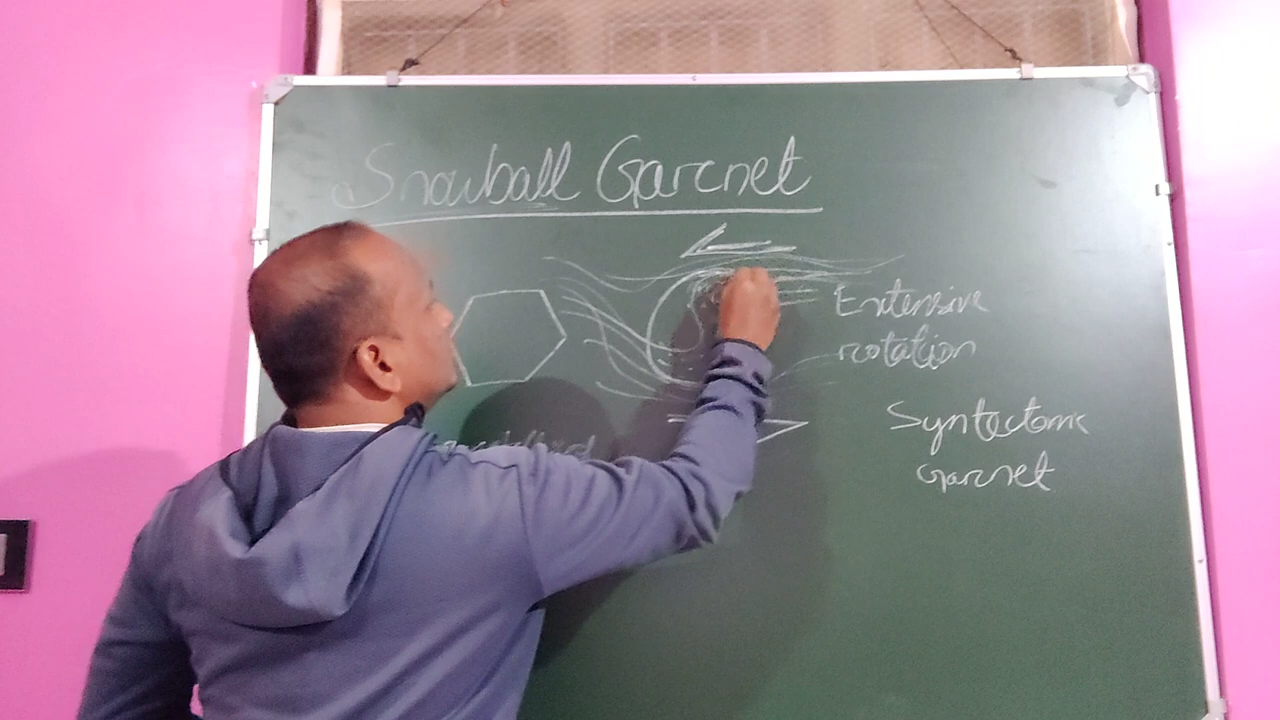 Snowball Garnet
Extensive
rotation
Syntectonic
garnet